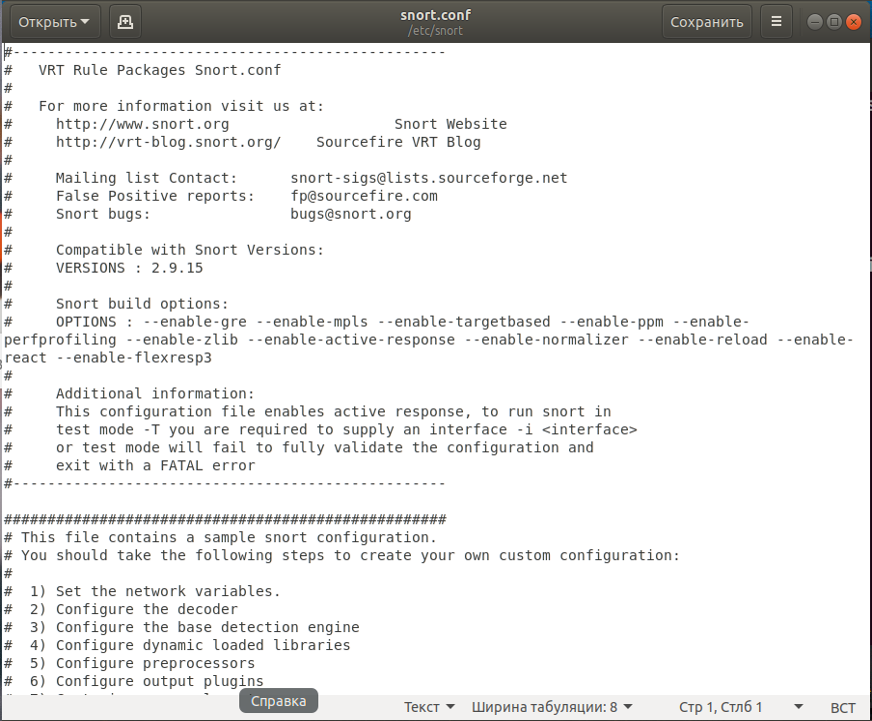 Открыть
snort.conf
/etc/snort
Сохранить
#--------------------------------------------------
#   VRT Rule Packages Snort.conf
#
#   For more information visit us at:
#     http://www.snort.org                   Snort Website
#     http://vrt-blog.snort.org/    Sourcefire VRT Blog
#
#     Mailing list Contact:      snort-sigs@lists.sourceforge.net
#     False Positive reports:    fp@sourcefire.com
#     Snort bugs:                bugs@snort.org
#
#     Compatible with Snort Versions:
#     VERSIONS : 2.9.15
#
#     Snort build options:
#     OPTIONS : --enable-gre --enable-mpls --enable-targetbased --enable-ppm --enable-
perfprofiling --enable-zlib --enable-active-response --enable-normalizer --enable-reload --enable-
react --enable-flexresp3
#
#     Additional information:
#     This configuration file enables active response, to run snort in
#     test mode -T you are required to supply an interface -i <interface>
#     or test mode will fail to fully validate the configuration and
#     exit with a FATAL error
#--------------------------------------------------
###################################################
# This file contains a sample snort configuration.
# You should take the following steps to create your own custom configuration:
#
#  1) Set the network variables.
#  2) Configure the decoder
#  3) Configure the base detection engine
#  4) Configure dynamic loaded libraries
#  5) Configure preprocessors
#  6) Configure output plugins
Справка
Текст
Ширина табуляции: 8
Стр 1, Стлб 1
ВСТ